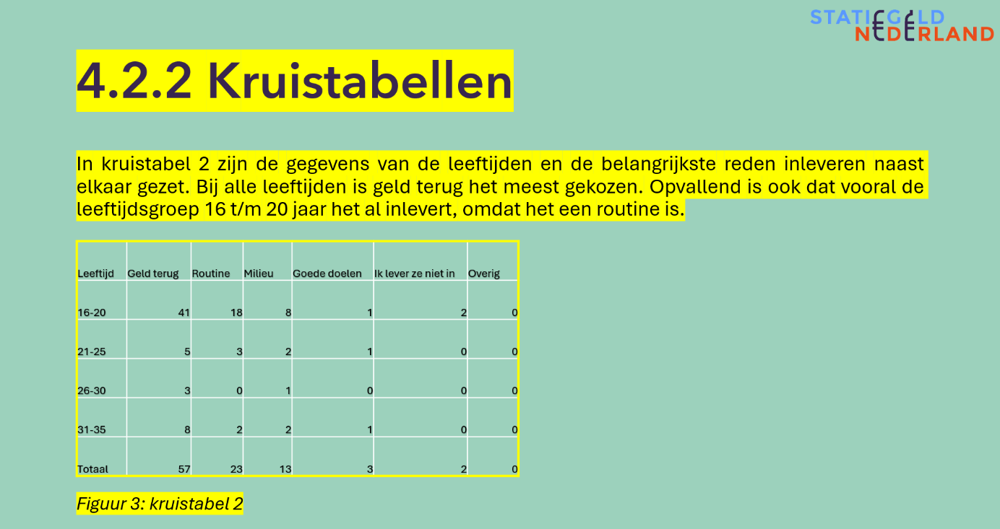 STATIEGELD
NEDERLAND
4.2.2 Kruistabellen
In kruistabel 2 zijn de gegevens van de leeftijden en de belangrijkste reden inleveren naast
elkaar gezet. Bij alle leeftijden is geld terug het meest gekozen. Opvallend is ook dat vooral de
leeftijdsgroep 16 t/m 20 jaar het al inlevert, omdat het een routine is.
Leeftijd Geld terug Routine Milieu Goede doelen Ik lever ze niet in Overig
16-20 41 18 8 1 2 0
21-25 5 3 2 1 0 0
26-30 3 0 1 0 0 0
31-35 8 2 2 1 0 0
Totaal 57 23 13 3 2 0
Figuur 3: kruistabel 2